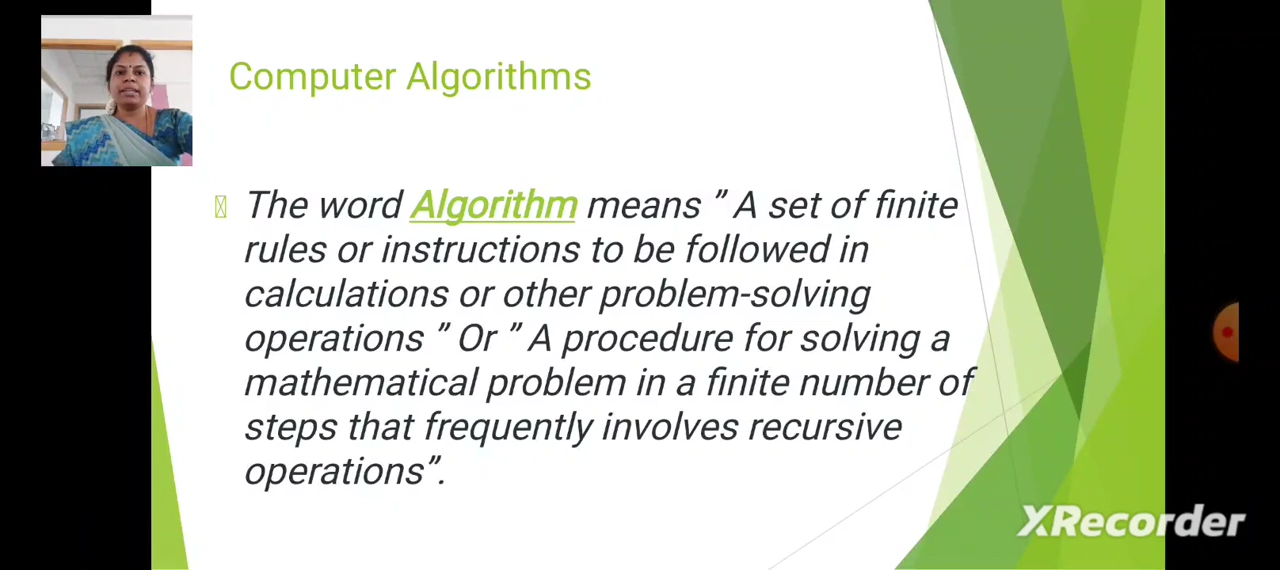 Computer Algorithms
The word Algorithm means ” A set of finite
rules or instructions to be followed in
calculations or other problem-solving
operations ” Or ” A procedure for solving a
mathematical problem in a finite number of
steps that frequently involves recursive
operations”.
XRecorder